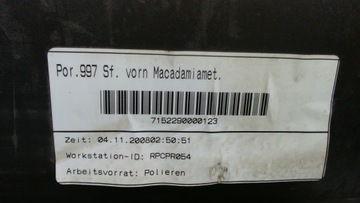 Por.997 Sf. vorn Macadamiamet.
7152290000123
Zeit: 04.11.200802:50:51
Workstation-ID: RPCPR054
Arbeitsvorrat: Polieren